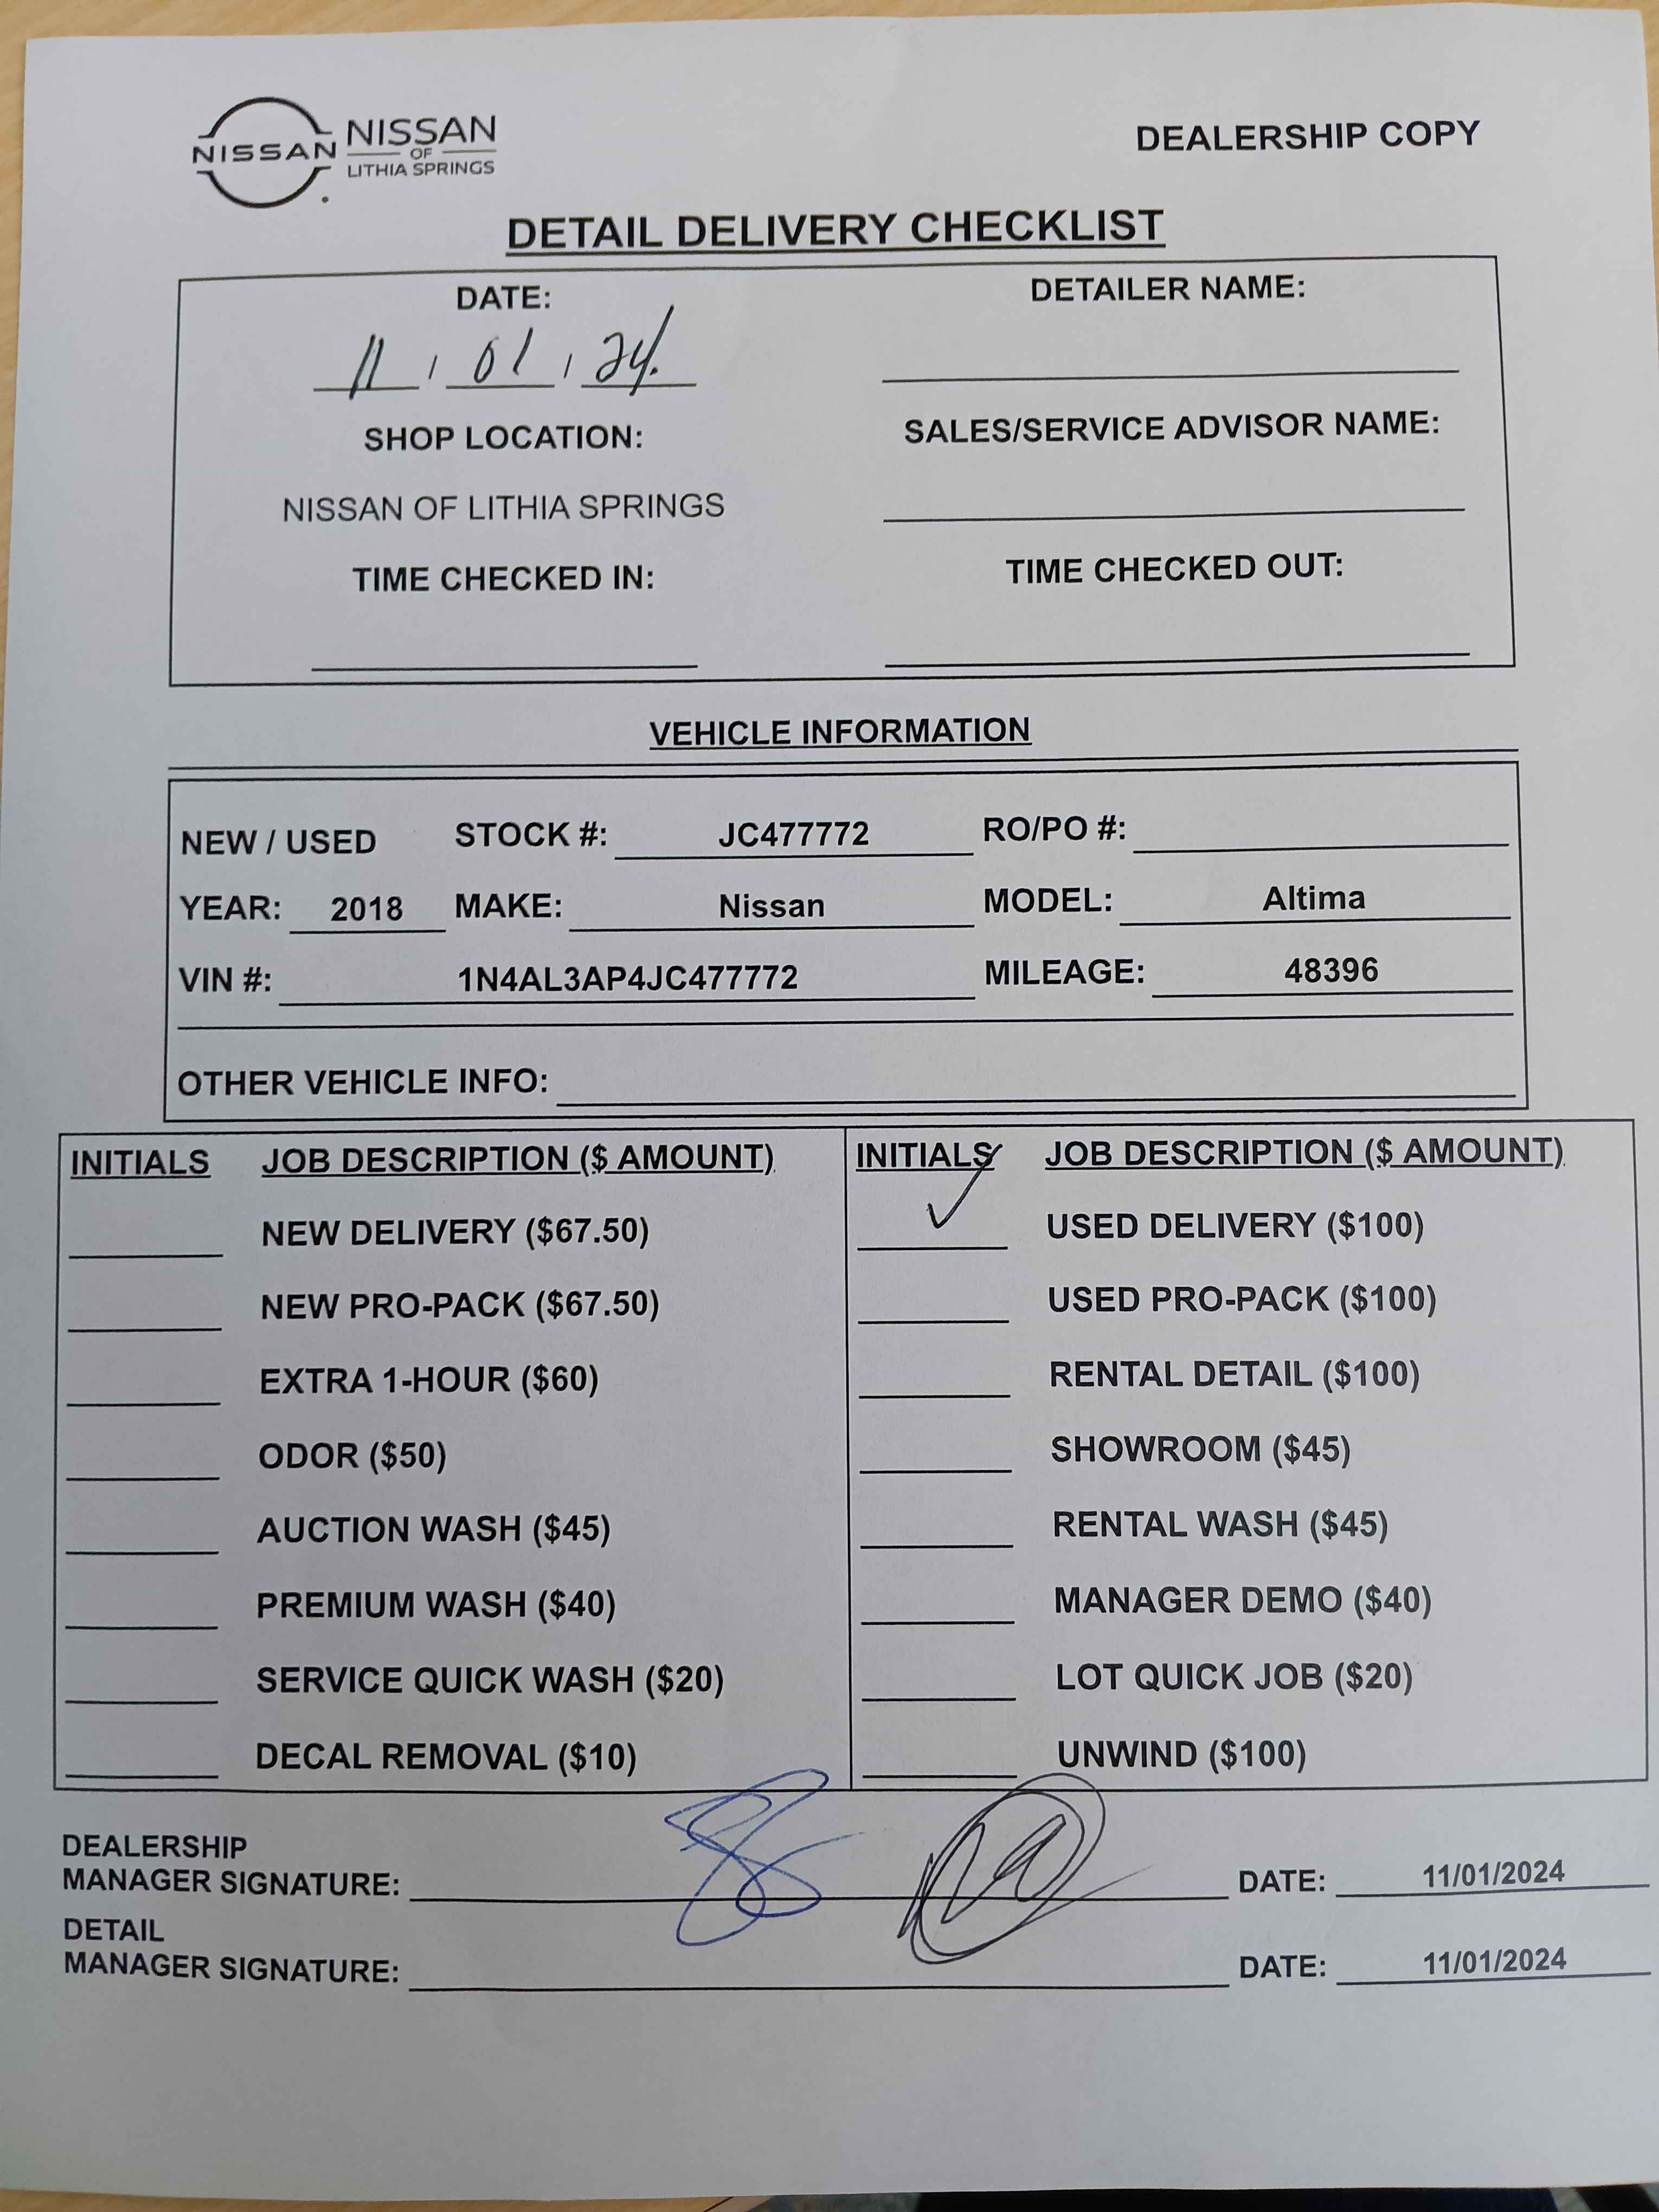 NISSAN
NISSAN
OF
LITHIA SPRINGS
DEALERSHIP COPY
DETAIL DELIVERY CHECKLIST
DATE:
11 / 01 / 24.
DETAILER NAME:
SHOP LOCATION:
NISSAN OF LITHIA SPRINGS
SALES/SERVICE ADVISOR NAME:
TIME CHECKED IN:
TIME CHECKED OUT:
VEHICLE INFORMATION
NEW / USED STOCK #: JC477772 RO/PO #:
YEAR: 2018 MAKE: Nissan MODEL: Altima
VIN #: 1N4AL3AP4JC477772 MILEAGE: 48396
OTHER VEHICLE INFO:
INITIALS JOB DESCRIPTION ($ AMOUNT)
NEW DELIVERY ($67.50)
NEW PRO-PACK ($67.50)
EXTRA 1-HOUR ($60)
ODOR ($50)
AUCTION WASH ($45)
PREMIUM WASH ($40)
SERVICE QUICK WASH ($20)
DECAL REMOVAL ($10)
INITIALS JOB DESCRIPTION ($ AMOUNT)
✓ USED DELIVERY ($100)
USED PRO-PACK ($100)
RENTAL DETAIL ($100)
SHOWROOM ($45)
RENTAL WASH ($45)
MANAGER DEMO ($40)
LOT QUICK JOB ($20)
UNWIND ($100)
DEALERSHIP
MANAGER SIGNATURE: DATE: 11/01/2024
DETAIL
MANAGER SIGNATURE: DATE: 11/01/2024